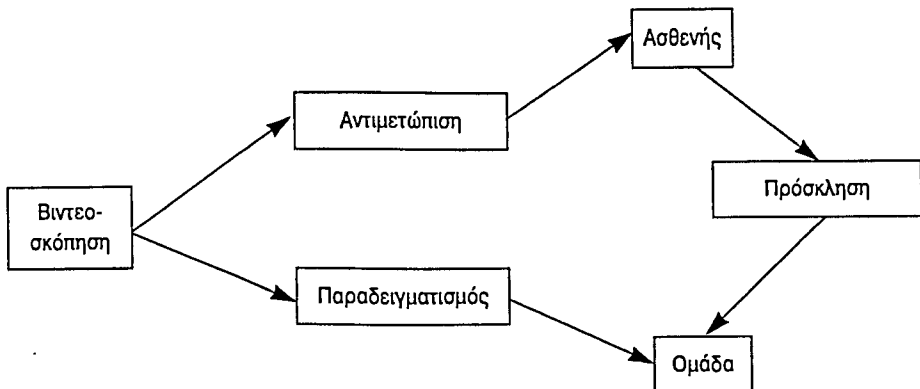 Ασθενής
Αντιμετώπιση
Πρόσκληση
Βιντεο-
σκόπηση
Παραδειγματισμός
Ομάδα